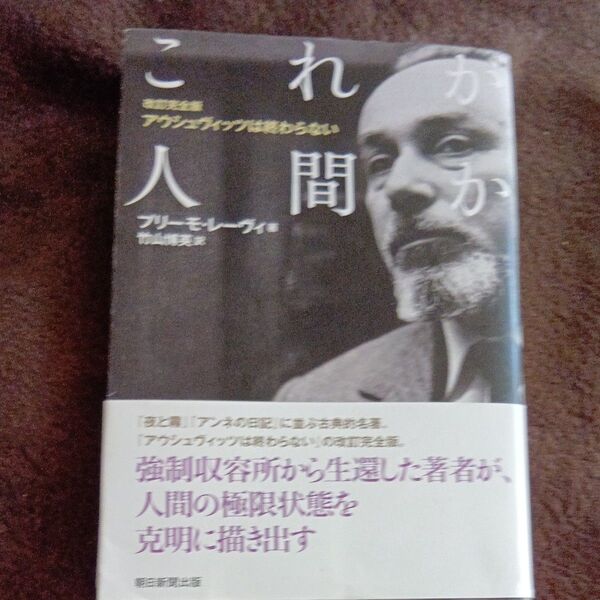 これが
改訂完全版
アウシュヴィッツは終わらない
人間か
プリーモ・レーヴィ 著
竹山博英 訳
「夜と霧」「アンネの日記」に並ぶ古典的名著。
「アウシュヴィッツは終わらない」の改訂完全版。
強制収容所から生還した著者が、
人間の極限状態を
克明に描き出す
朝日新聞出版